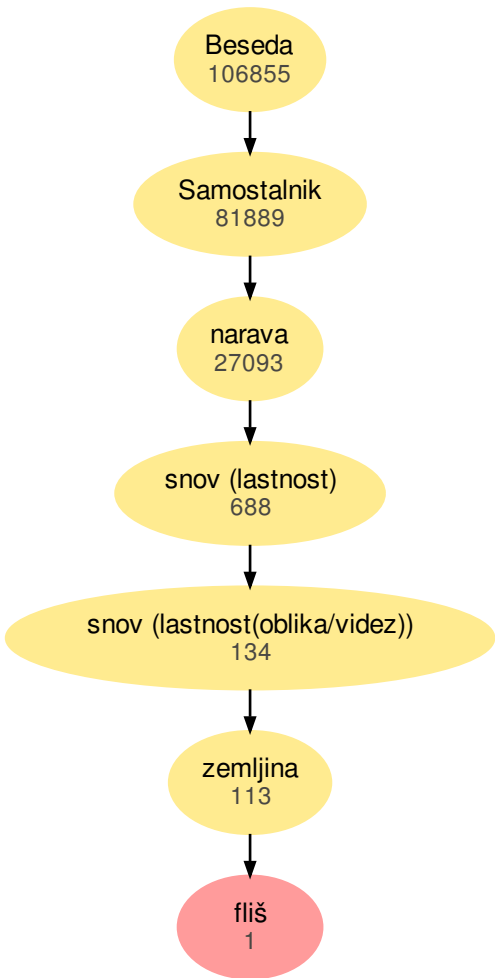 Beseda
106855
Samostalnik
81889
narava
27093
snov (lastnost)
688
snov (lastnost(oblika/videz))
134
zemljina
113
fliš
1